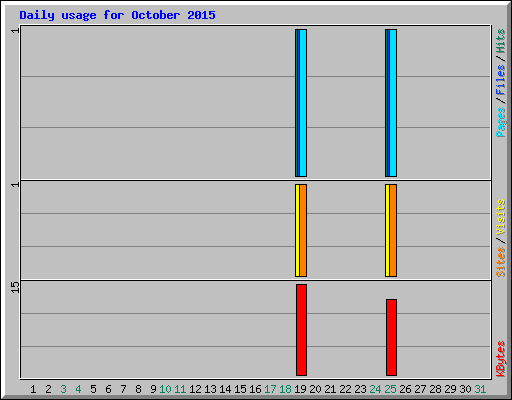 Daily usage for October 2015
1
Pages / Files / Hits
1
Sites / Visits
15
KBytes
1 2 3 4 5 6 7 8 9 10 11 12 13 14 15 16 17 18 19 20 21 22 23 24 25 26 27 28 29 30 31